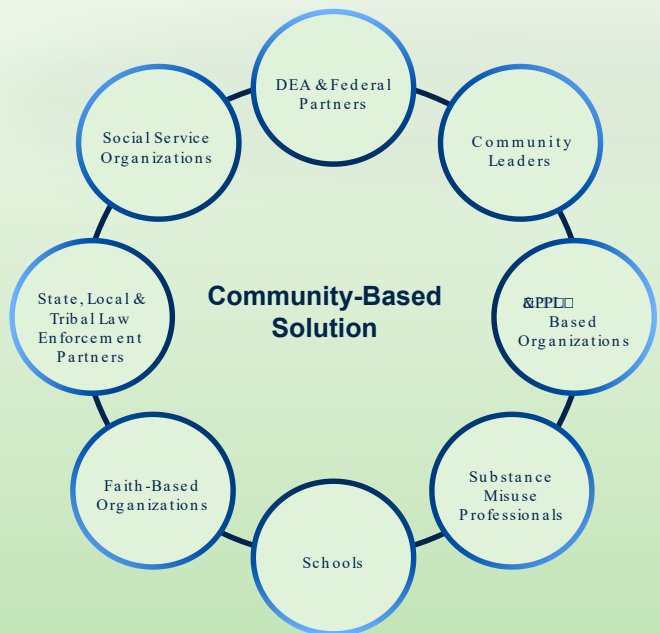 DEA & Federal
Partners
Social Service
Organizations
Community
Leaders
State, Local &
Tribal Law
Enforcement
Partners
Community-Based
Solution
Based
Organizations
Faith-Based
Organizations
Substance
Misuse
Professionals
Schools